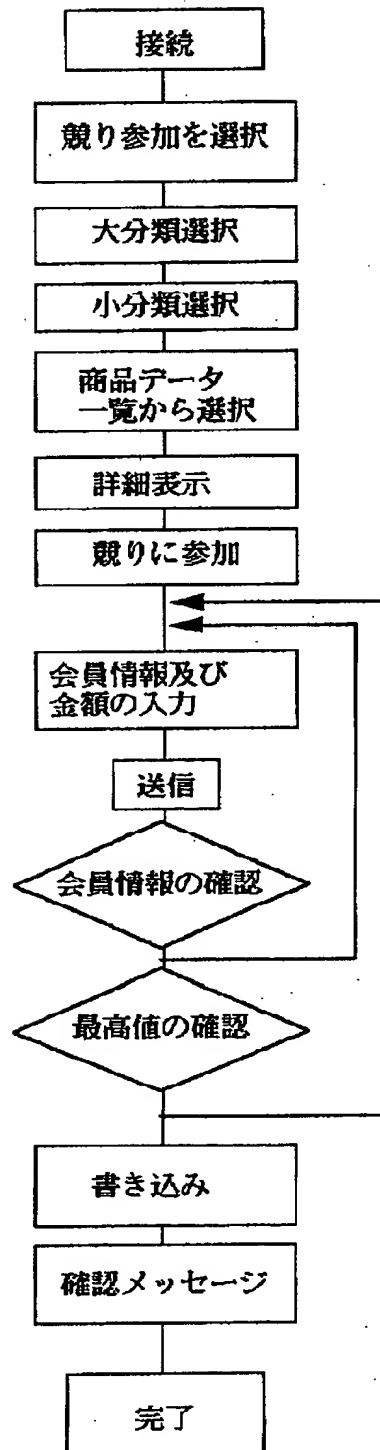 接続
競り参加を選択
大分類選択
小分類選択
商品データ
一覧から選択
詳細表示
競りに参加
会員情報及び
金額の入力
送信
会員情報の確認
最高値の確認
書き込み
確認メッセージ
完了